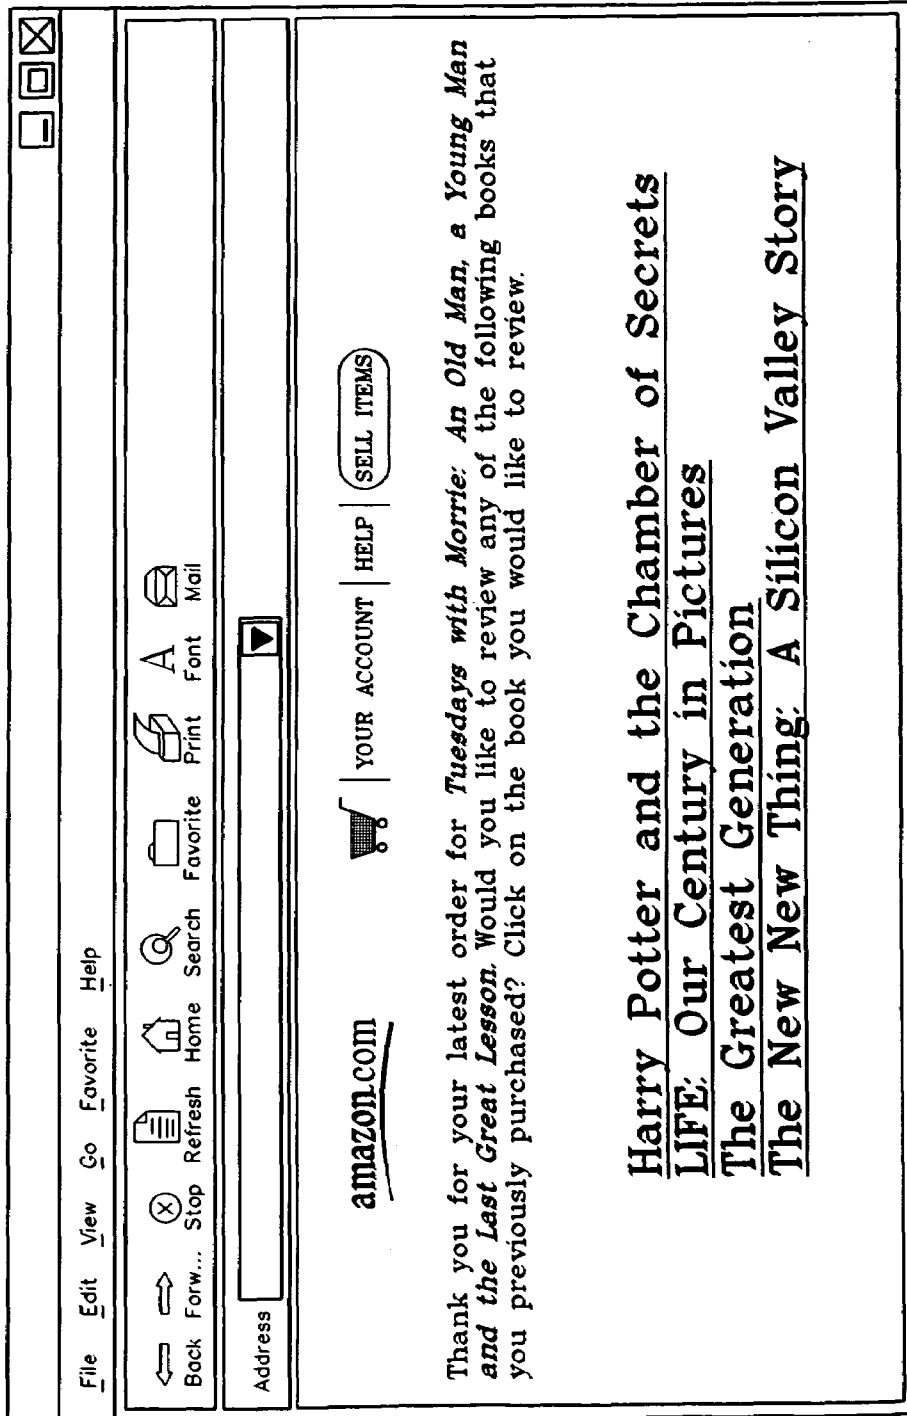 File Edit View Go Favorite Help
Back Forw... Stop Refresh Home Search Favorite Print Font Mail
Address
amazon.com YOUR ACCOUNT HELP SELL ITEMS
Thank you for your latest order for Tuesdays with Morrie: An Old Man, a Young Man
and the Last Great Lesson. Would you like to review any of the following books that
you previously purchased? Click on the book you would like to review.
Harry Potter and the Chamber of Secrets
LIFE: Our Century in Pictures
The Greatest Generation
The New New Thing: A Silicon Valley Story